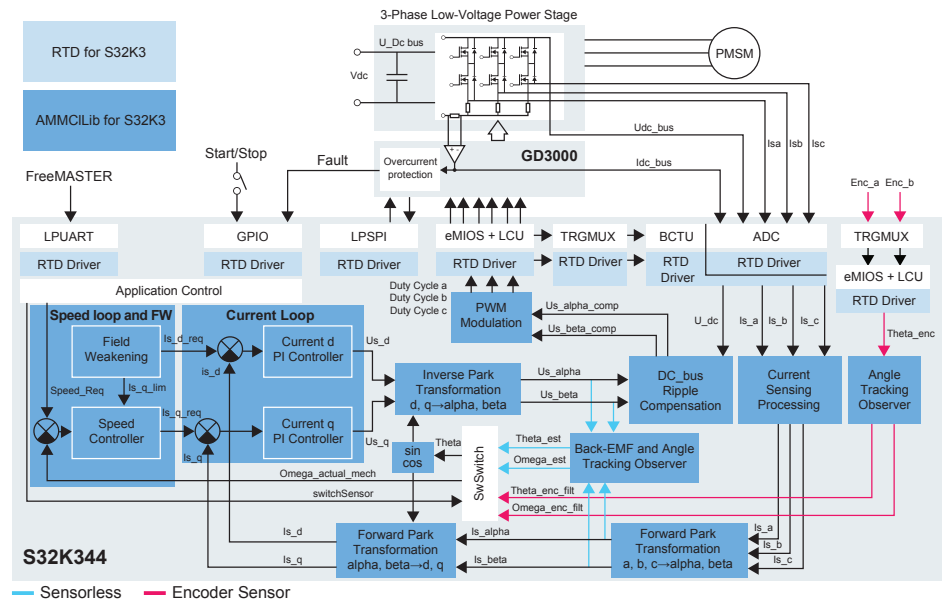 3-Phase Low-Voltage Power Stage
RTD for S32K3
AMMClLib for S32K3
U_Dc bus
Vdc
PMSM
Udc_bus
Isa
Isb
Isc
GD3000
Idc_bus
Overcurrent
protection
Start/Stop
Fault
FreeMASTER
Enc_a
Enc_b
LPUART
RTD Driver
GPIO
RTD Driver
LPSPI
RTD Driver
eMIOS + LCU
RTD Driver
TRGMUX
RTD Driver
BCTU
RTD
Driver
ADC
RTD Driver
TRGMUX
eMIOS + LCU
RTD Driver
Application Control
Duty Cycle a
Duty Cycle b
Duty Cycle c
PWM
Modulation
Us_alpha_comp
Us_beta_comp
U_dc
Is_a
Is_b
Is_c
Theta_enc
Speed loop and FW
Current Loop
Field
Weakening
Is_d_req
is_d
Current d
PI Controller
Us_d
Speed_Req
Is_q_lim
Speed
Controller
Is_q_req
Is_q
Current q
PI Controller
Us_q
Inverse Park
Transformation
d, q→alpha, beta
Us_alpha
Us_beta
DC_bus
Ripple
Compensation
Current
Sensing
Processing
Angle
Tracking
Observer
sin
cos
Theta
SwSwitch
Theta_est
Omega_est
Back-EMF and Angle
Tracking Observer
Omega_actual_mech
switchSensor
Theta_enc_filt
Omega_enc_filt
Is_d
Is_q
Forward Park
Transformation
alpha, beta→d, q
Is_alpha
Is_beta
Forward Park
Transformation
a, b, c→alpha, beta
Is_a
Is_b
Is_c
S32K344
Sensorless
Encoder Sensor